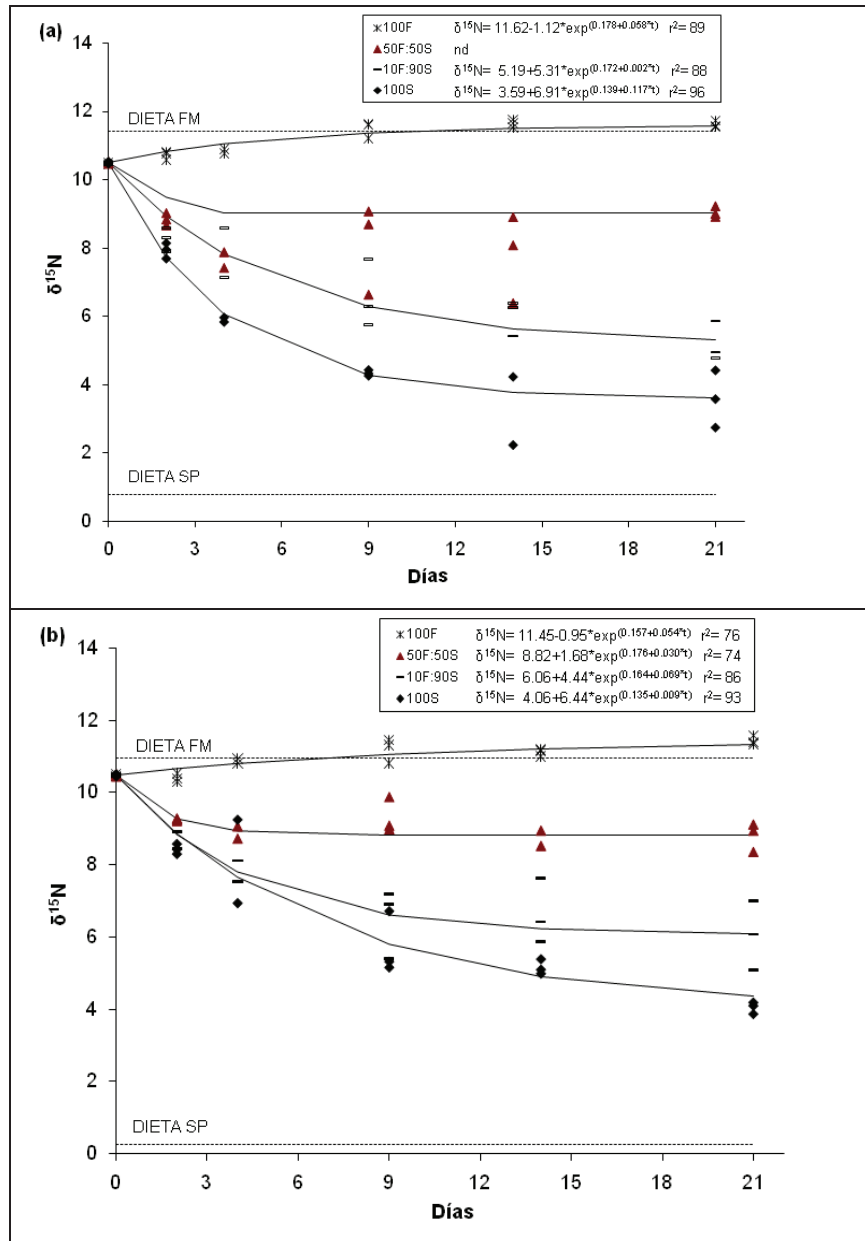 (a)
100F δ¹⁵N= 11.62-1.12*exp(0.178+0.058*t) r²= 89
50F:50S nd
10F:90S δ¹⁵N= 5.19+5.31*exp(0.172+0.002*t) r²= 88
100S δ¹⁵N= 3.59+6.91*exp(0.139+0.117*t) r²= 96
14
12
10
8
6
4
2
0
δ¹⁵N
DIETA FM
DIETA SP
0 3 6 9 12 15 18 21
Días
(b)
100F δ¹⁵N= 11.45-0.95*exp(0.157+0.054*t) r²= 76
50F:50S δ¹⁵N= 8.82+1.68*exp(0.176+0.030*t) r²= 74
10F:90S δ¹⁵N= 6.06+4.44*exp(0.164+0.069*t) r²= 86
100S δ¹⁵N= 4.06+6.44*exp(0.135+0.009*t) r²= 93
14
12
10
8
6
4
2
0
δ¹⁵N
DIETA FM
DIETA SP
0 3 6 9 12 15 18 21
Días